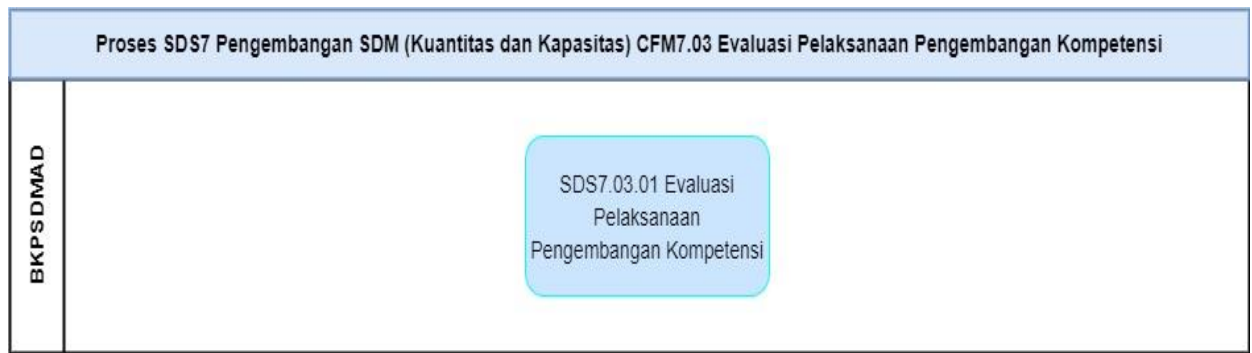 Proses SDS7 Pengembangan SDM (Kuantitas dan Kapasitas) CFM7.03 Evaluasi Pelaksanaan Pengembangan Kompetensi
BKPSDMAD
SDS7.03.01 Evaluasi
Pelaksanaan
Pengembangan Kompetensi